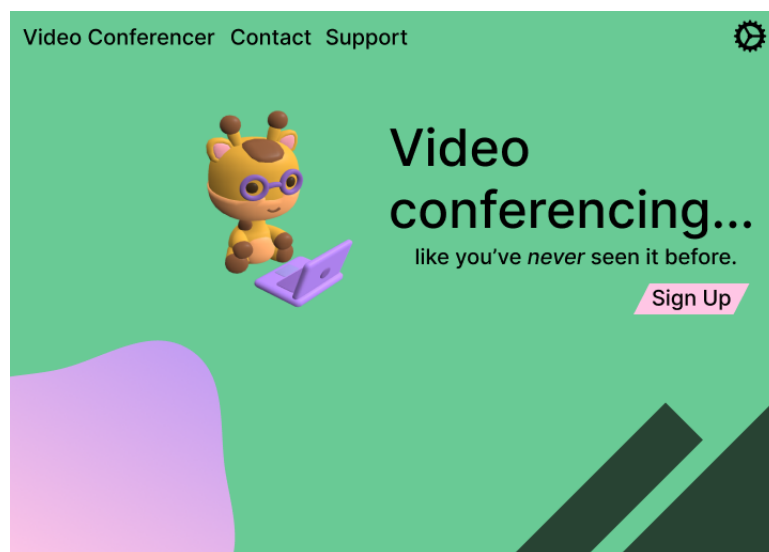 Video Conferencer Contact Support
Video
conferencing...
like you’ve never seen it before.
Sign Up